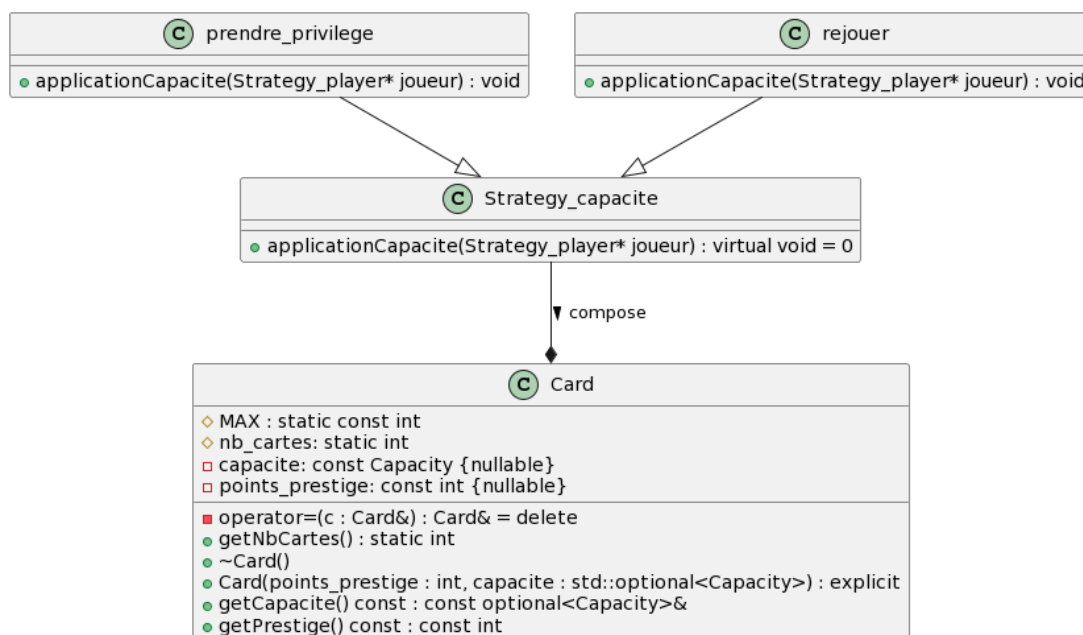 C prendre_privilege
applicationCapacite(Strategy_player* joueur) : void
C rejouer
applicationCapacite(Strategy_player* joueur) : void
C Strategy_capacite
applicationCapacite(Strategy_player* joueur) : virtual void = 0
compose
C Card
MAX : static const int
nb_cartes: static int
capacite: const Capacity {nullable}
points_prestige: const int {nullable}
operator=(c : Card&) : Card& = delete
getNbCartes() : static int
~Card()
Card(points_prestige : int, capacite : std::optional<Capacity>) : explicit
getCapacite() const : const optional<Capacity>&
getPrestige() const : const int